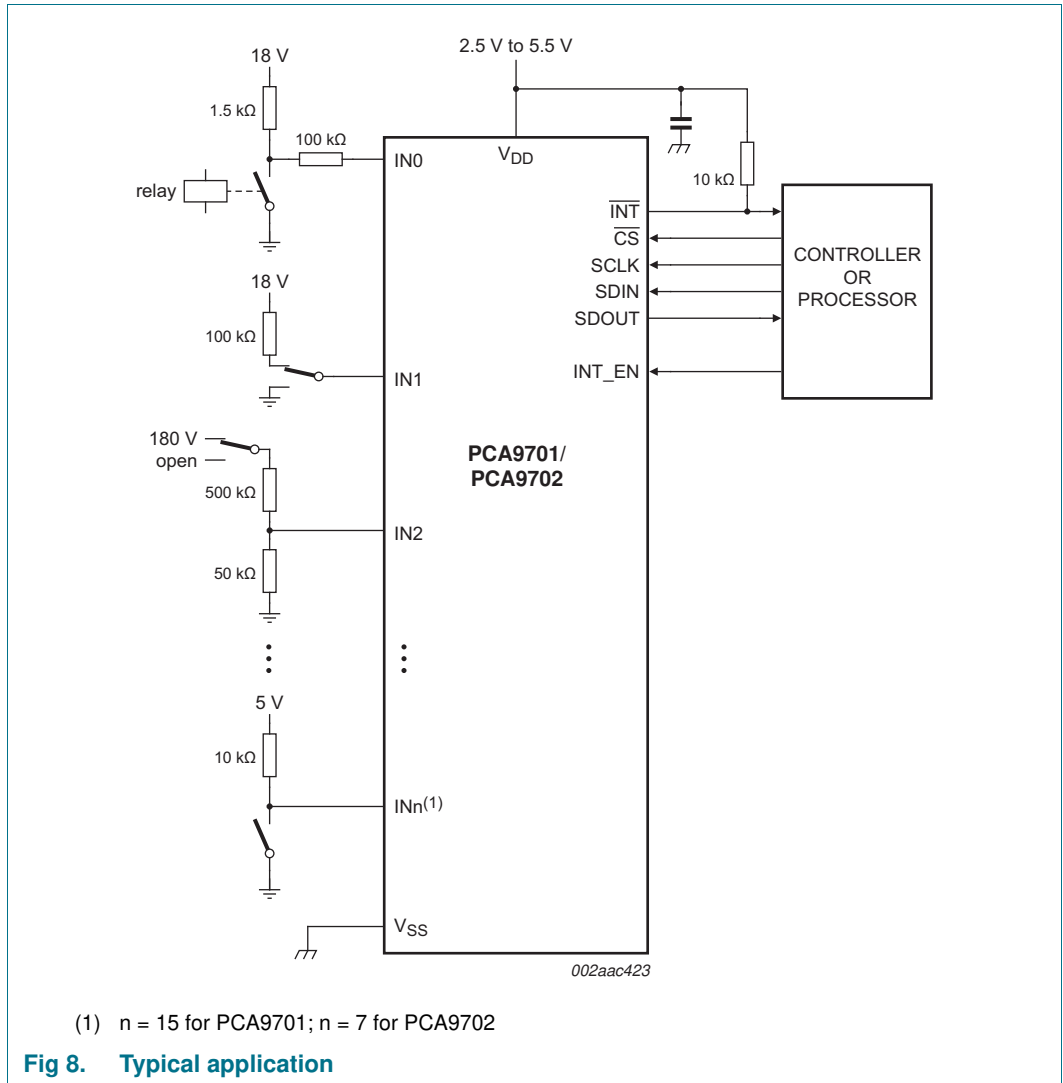 2.5 V to 5.5 V
18 V
1.5 kΩ
100 kΩ
IN0
VDD
10 kΩ
relay
INT
CS
SCLK
SDIN
SDOUT
INT_EN
CONTROLLER
OR
PROCESSOR
18 V
100 kΩ
IN1
180 V
open
500 kΩ
IN2
50 kΩ
PCA9701/
PCA9702
5 V
10 kΩ
INn(1)
VSS
002aac423
(1) n = 15 for PCA9701; n = 7 for PCA9702
Fig 8. Typical application